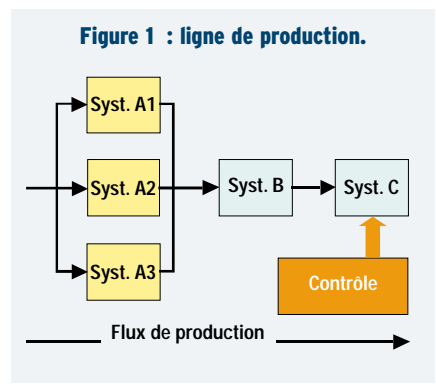 Figure 1 : ligne de production.
Syst. A1
Syst. A2
Syst. B
Syst. C
Syst. A3
Contrôle
Flux de production